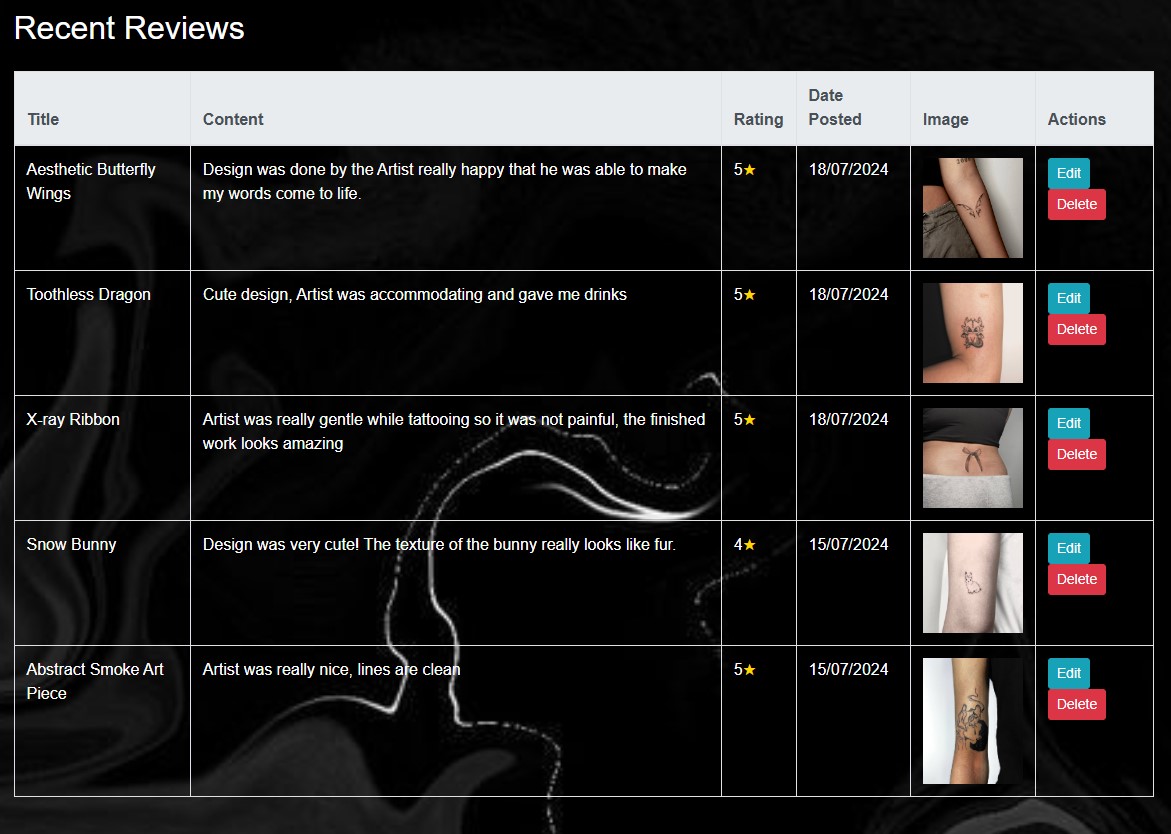 Recent Reviews
Title Content Rating Date Posted Image Actions
Aesthetic Butterfly Wings
Design was done by the Artist really happy that he was able to make
my words come to life.
5★ 18/07/2024 Edit
Delete
Toothless Dragon Cute design, Artist was accommodating and gave me drinks 5★ 18/07/2024 Edit
Delete
X-ray Ribbon
Artist was really gentle while tattooing so it was not painful, the finished
work looks amazing
5★ 18/07/2024 Edit
Delete
Snow Bunny Design was very cute! The texture of the bunny really looks like fur. 4★ 15/07/2024 Edit
Delete
Abstract Smoke Art
Piece
Artist was really nice, lines are clean 5★ 15/07/2024 Edit
Delete